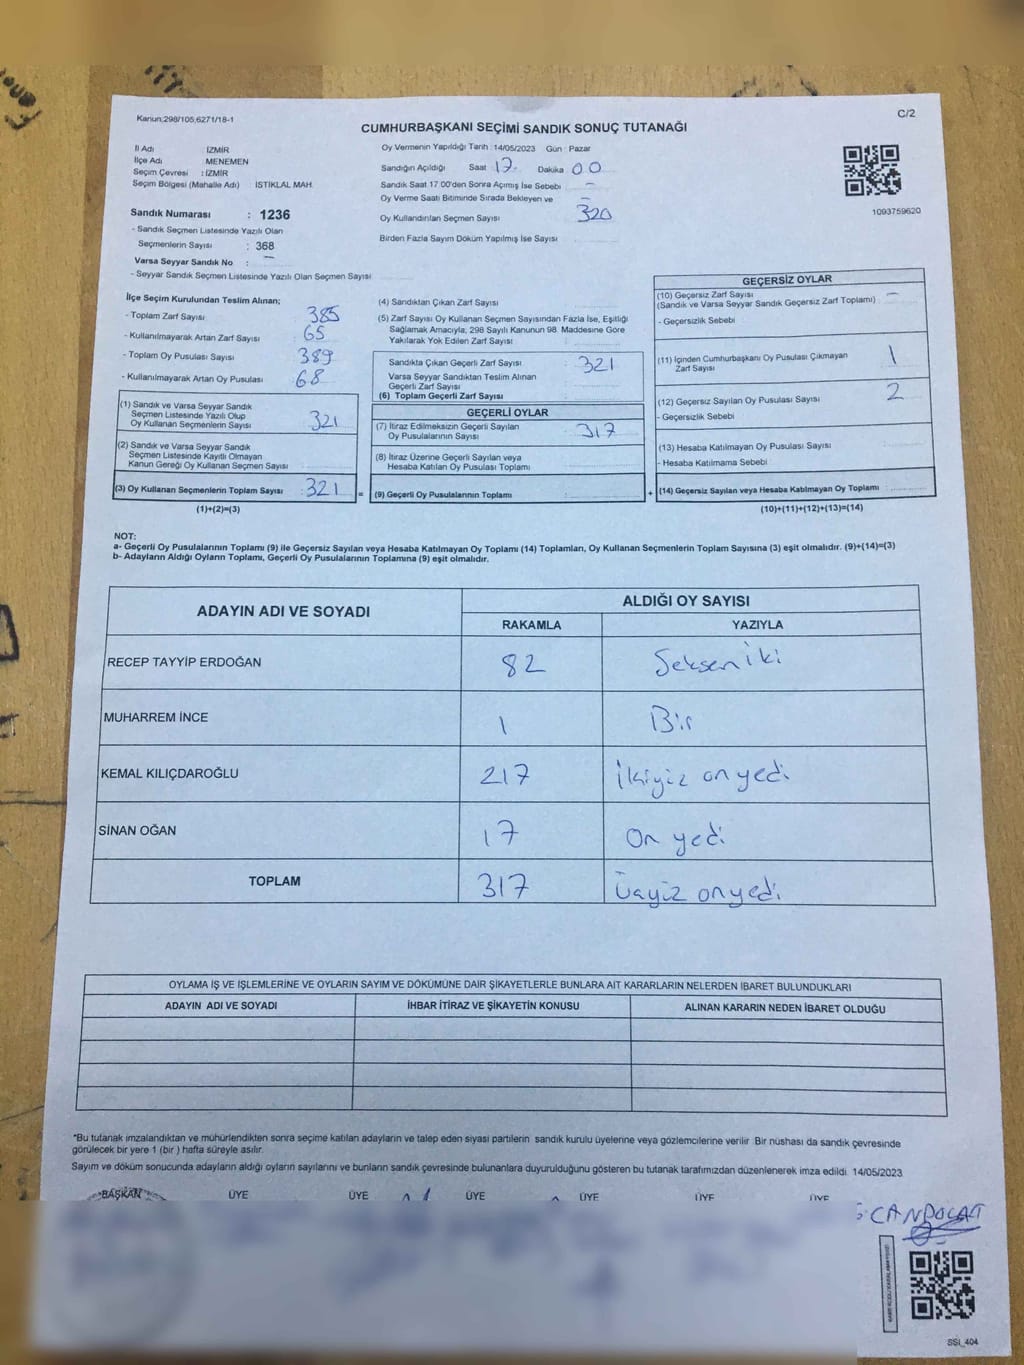 Kanun;298/105,6271/18-1
C/2
CUMHURBAŞKANI SEÇİMİ SANDIK SONUÇ TUTANAĞI
İl Adı : İZMİR
İlçe Adı MENEMEN
Seçim Çevresi : İZMİR
Seçim Bölgesi (Mahalle Adı) İSTİKLAL MAH.
Sandık Numarası : 1236
- Sandık Seçmen Listesinde Yazılı Olan
Seçmenlerin Sayısı : 368
Varsa Seyyar Sandık No : -
- Seyyar Sandık Seçmen Listesinde Yazılı Olan Seçmen Sayısı
Oy Vermenin Yapıldığı Tarih : 14/05/2023 Gün : Pazar
Sandığın Açıldığı Saat 17 Dakika 00
Sandık Saat 17 00'den Sonra Açımış İse Sebebi -
Oy Verme Saati Bitiminde Sırada Bekleyen ve -
Oy Kullandırılan Seçmen Sayısı 320
Birden Fazla Sayım Döküm Yapılmış İse Sayısı
1093759620
İlçe Seçim Kurulundan Teslim Alınan;
- Toplam Zarf Sayısı 385
- Kullanılmayarak Artan Zarf Sayısı 65
- Toplam Oy Pusulası Sayısı 389
- Kullanılmayarak Artan Oy Pusulası 68
(1) Sandık ve Varsa Seyyar Sandık
Seçmen Listesinde Yazılı Olup
Oy Kullanan Seçmenlerin Sayısı 321
(2) Sandık ve Varsa Seyyar Sandık
Seçmen Listesinde Kayıtlı Olmayan
Kanun Gereği Oy Kullanan Seçmen Sayısı
(3) Oy Kullanan Seçmenlerin Toplam Sayısı : 321 =
(1)+(2)=(3)
(4) Sandıktan Çıkan Zarf Sayısı
(5) Zarf Sayısı Oy Kullanan Seçmen Sayısından Fazla İse, Eşitliği
Sağlamak Amacıyla, 298 Sayılı Kanunun 98. Maddesine Göre
Yakılarak Yok Edilen Zarf Sayısı :
Sandıkta Çıkan Geçerli Zarf Sayısı : 321
Varsa Seyyar Sandıktan Teslim Alınan
Geçerli Zarf Sayısı
(6) Toplam Geçerli Zarf Sayısı
GEÇERLİ OYLAR
(7) İtiraz Edilmeksizin Geçerli Sayılan
Oy Pusulalarının Sayısı : 317
(8) İtiraz Üzerine Geçerli Sayılan veya
Hesaba Katılan Oy Pusulası Toplamı
(9) Geçerli Oy Pusulalarının Toplamı : +
GEÇERSİZ OYLAR
(10) Geçersiz Zarf Sayısı
(Sandık ve Varsa Seyyar Sandık Geçersiz Zarf Toplamı) -
- Geçersizlik Sebebi
(11) İçinden Cumhurbaşkanı Oy Pusulası Çıkmayan
Zarf Sayısı 1
(12) Geçersiz Sayılan Oy Pusulası Sayısı 2
- Geçersizlik Sebebi
(13) Hesaba Katılmayan Oy Pusulası Sayısı
- Hesaba Katılmama Sebebi
(14) Geçersiz Sayılan veya Hesaba Katılmayan Oy Toplamı
(10)+(11)+(12)+(13)=(14)
NOT:
a- Geçerli Oy Pusulalarının Toplamı (9) ile Geçersiz Sayılan veya Hesaba Katılmayan Oy Toplamı (14) Toplamları, Oy Kullanan Seçmenlerin Toplam Sayısına (3) eşit olmalıdır. (9)+(14)=(3)
b- Adayların Aldığı Oyların Toplamı, Geçerli Oy Pusulalarının Toplamına (9) eşit olmalıdır.
ADAYIN ADI VE SOYADI
ALDIĞI OY SAYISI
RAKAMLA YAZIYLA
RECEP TAYYİP ERDOĞAN 82 Seksen iki
MUHARREM İNCE 1 Bir
KEMAL KILIÇDAROĞLU 217 İkiyüz onyedi
SİNAN OĞAN 17 On yedi
TOPLAM 317 Üçyüz onyedi
OYLAMA İŞ VE İŞLEMLERİNE VE OYLARIN SAYIM VE DÖKÜMÜNE DAİR ŞİKAYETLERLE BUNLARA AİT KARARLARIN NELERDEN İBARET BULUNDUKLARI
ADAYIN ADI VE SOYADI İHBAR İTİRAZ VE ŞİKAYETİN KONUSU ALINAN KARARIN NEDEN İBARET OLDUĞU
*Bu tutanak imzalandıktan ve mühürlendikten sonra seçime katılan adayların ve talep eden siyasi partilerin sandık kurulu üyelerine veya gözlemcilerine verilir. Bir nüshası da sandık çevresinde
görülecek bir yere 1 (bir ) hafta süreyle asılır.
Sayım ve döküm sonucunda adayların aldığı oyların sayılarını ve bunların sandık çevresinde bulunanlara duyurulduğunu gösteren bu tutanak tarafımızdan düzenlenerek imza edildi. 14/05/2023
BAŞKAN ÜYE ÜYE ÜYE ÜYE ÜYE ÜYE
CANPOLAT
SSI_404